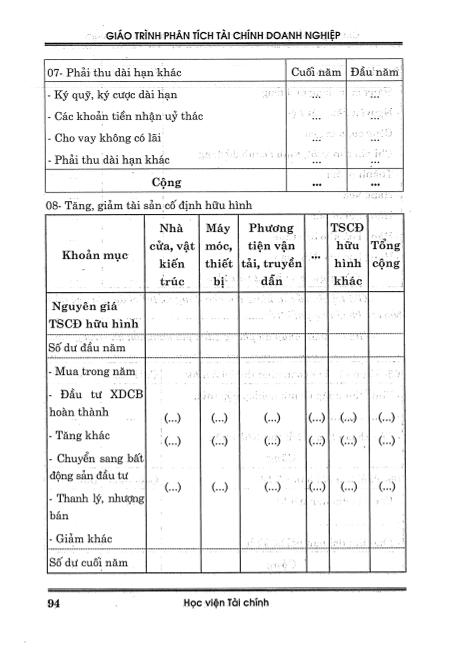 GIÁO TRÌNH PHÂN TÍCH TÀI CHÍNH DOANH NGHIỆP
07- Phải thu dài hạn khác Cuối năm Đầu năm
- Ký quỹ, ký cược dài hạn ... ...
- Các khoản tiền nhận uỷ thác ... ...
- Cho vay không có lãi ... ...
- Phải thu dài hạn khác ... ...
Cộng ... ...
08- Tăng, giảm tài sản cố định hữu hình
Khoản mục
Nhà cửa, vật kiến trúc
Máy móc, thiết bị
Phương tiện vận tải, truyền dẫn
...
TSCĐ hữu hình khác
Tổng cộng
Nguyên giá
TSCĐ hữu hình
Số dư đầu năm
- Mua trong năm
- Đầu tư XDCB
hoàn thành (...) (...) (...) (...) (...) (...)
- Tăng khác (...) (...) (...) (...) (...) (...)
- Chuyển sang bất
động sản đầu tư (...) (...) (...) (...) (...) (...)
- Thanh lý, nhượng
bán
- Giảm khác
Số dư cuối năm
94 Học viện Tài chính